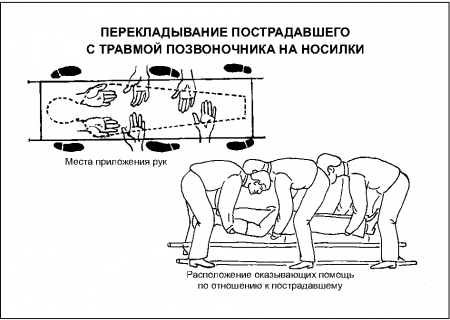 ПЕРЕКЛАДЫВАНИЕ ПОСТРАДАВШЕГО
С ТРАВМОЙ ПОЗВОНОЧНИКА НА НОСИЛКИ
Места приложения рук
Расположение оказывающих помощь
по отношению к пострадавшему